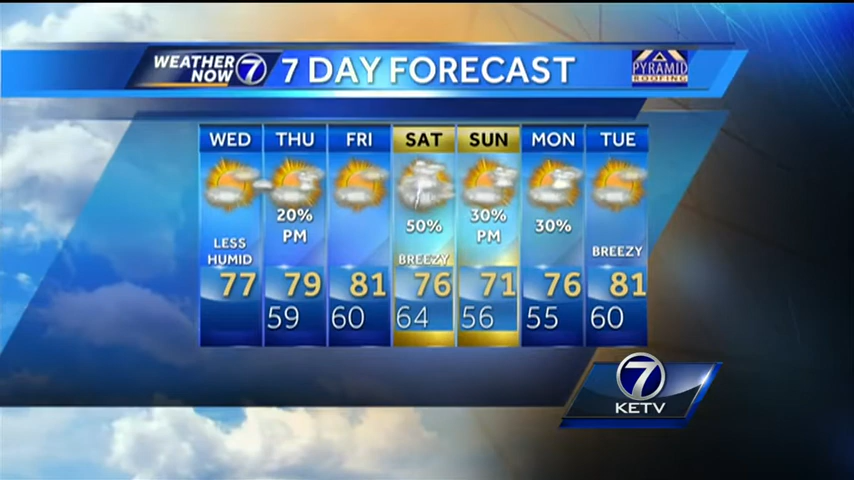 WEATHER NOW 7
7 DAY FORECAST
PYRAMID
ROOFING
WED THU FRI SAT SUN MON TUE
20% PM
50%
30% PM
30%
LESS HUMID
BREEZY
BREEZY
77 79 81 76 71 76 81
59 60 64 56 55 60
7
KETV